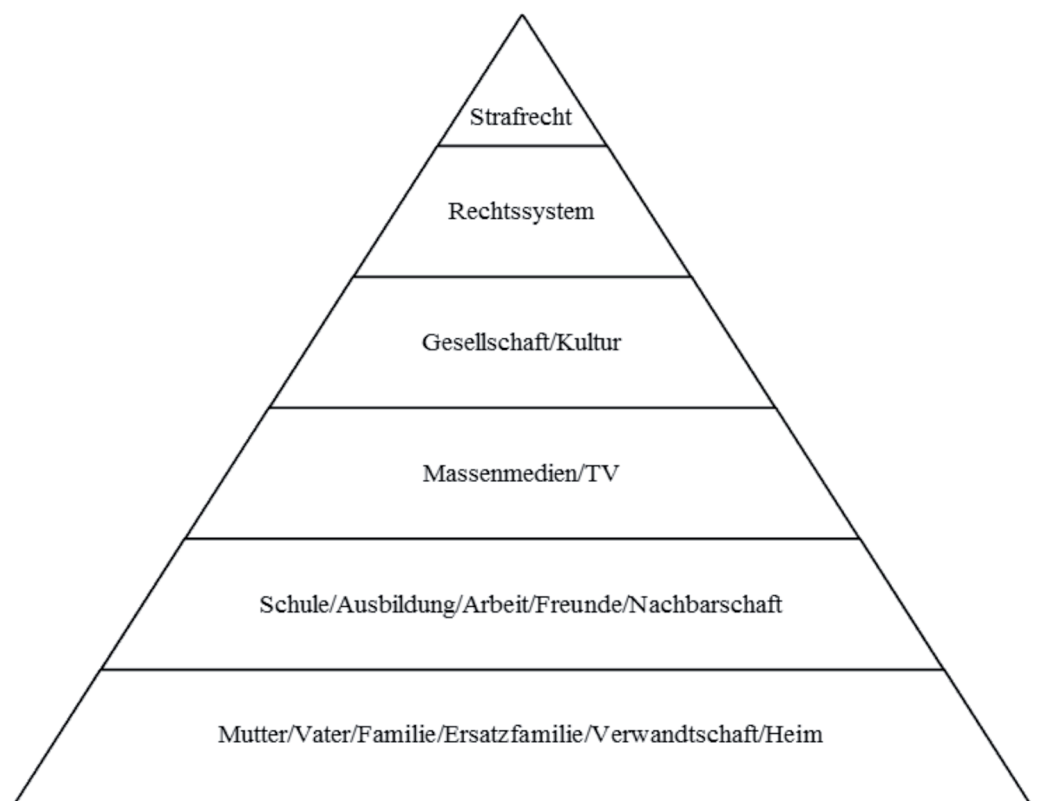 Strafrecht
Rechtssystem
Gesellschaft/Kultur
Massenmedien/TV
Schule/Ausbildung/Arbeit/Freunde/Nachbarschaft
Mutter/Vater/Familie/Ersatzfamilie/Verwandtschaft/Heim